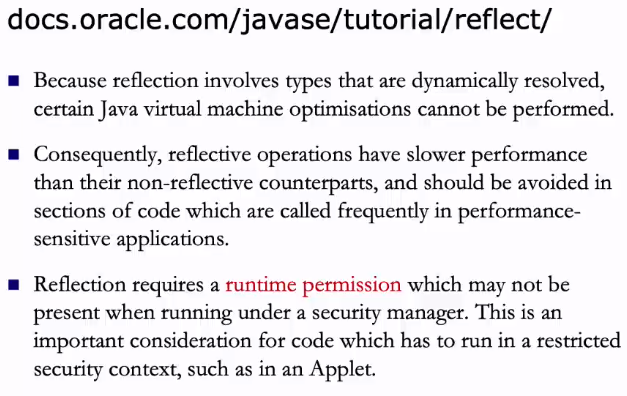 docs.oracle.com/javase/tutorial/reflect/
Because reflection involves types that are dynamically resolved,
certain Java virtual machine optimisations cannot be performed.
Consequently, reflective operations have slower performance
than their non-reflective counterparts, and should be avoided in
sections of code which are called frequently in performance-
sensitive applications.
Reflection requires a runtime permission which may not be
present when running under a security manager. This is an
important consideration for code which has to run in a restricted
security context, such as in an Applet.